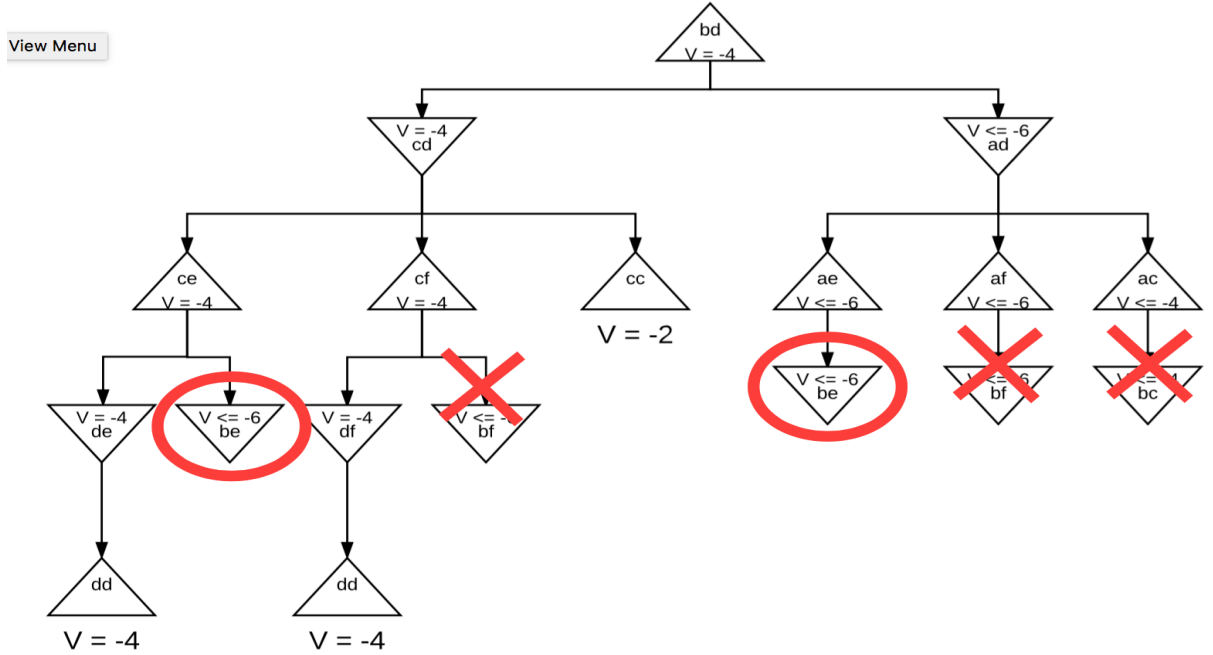 View Menu
bd
V = -4
V = -4
cd
V <= -6
ad
ce
V = -4
cf
V = -4
cc
V = -2
ae
V <= -6
af
V <= -6
ac
V <= -4
V = -4
de
V <= -6
be
V = -4
df
V <=
bf
V <= -6
be
bf
bc
dd
V = -4
dd
V = -4